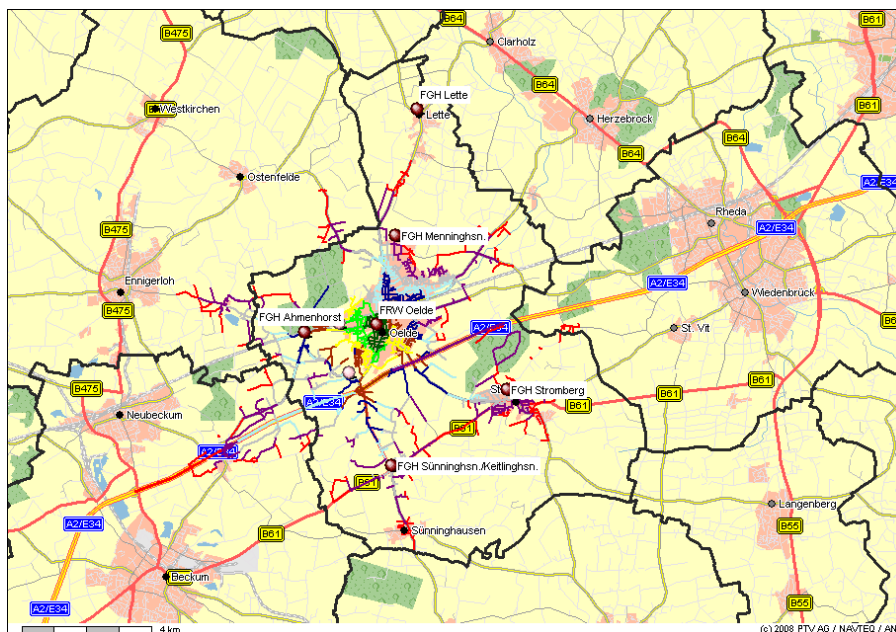 B475
B64
Clarholz
B61
B64
Westkirchen
FGH Lette
Lette
Herzebrock
B64
B64
A2/E34
Ostenfelde
B475
Rheda
A2/E34
FGH Menninghsn.
A2/E34
Ennigerloh
Wiedenbrück
B475
FGH Ahmenhorst
FRW Oelde
Oelde
A2/E34
St. Vit
B475
B61
FGH Stromberg
B61
B61
Neubeckum
B61
FGH Sünninghsn./Keitlinghsn.
B61
A2/E34
B61
Sünninghausen
Langenberg
B55
Beckum
A2/E34
B55
4 km
(c) 2008 PTV AG / NAVTEQ / AN